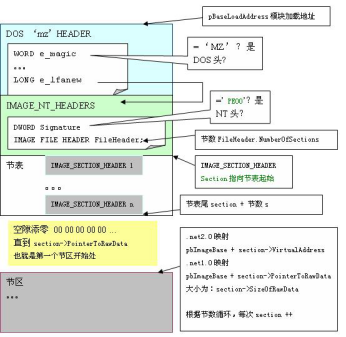 pBaseLoadAddress 模块加载地址
DOS ‘mz’ HEADER
WORD e_magic
...
LONG e_lfanew
=‘MZ’? 是
DOS 头?
IMAGE_NT_HEADERS
DWORD Signature
IMAGE FILE HEADER FileHeader;
=' PE00'? 是
NT 头?
节数 FileHeader.NumberOfSections
节表
IMAGE_SECTION_HEADER 1
。。。
IMAGE_SECTION_HEADER n
IMAGE_SECTION_HEADER
Section 指向节表起始
节表尾 section + 节数 s
空隙添零 00 00 00 00 00 ...
直到 section->PointerToRawData
也就是第一个节区开始处
.net2.0 映射
pbImageBase + section->VirtualAddress
.net1.0 映射
pbImageBase + section->PointerToRawData
大小为: section->SizeOfRawData
根据节数循环, 每次 section ++
节区
...